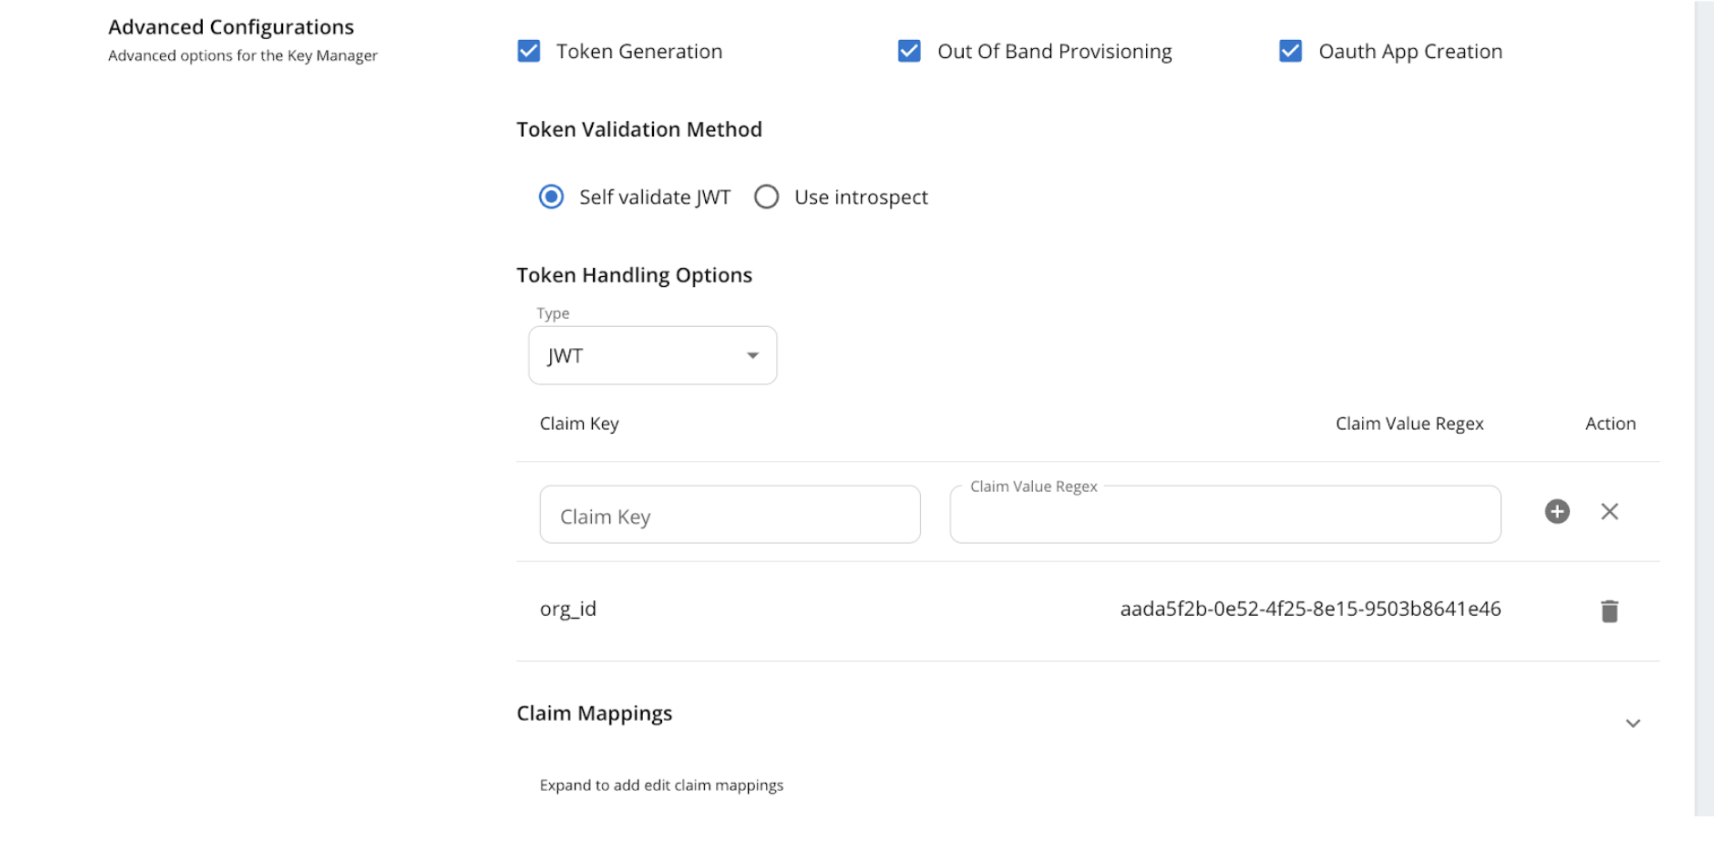 Advanced Configurations
Advanced options for the Key Manager
Token Generation
Out Of Band Provisioning
Oauth App Creation
Token Validation Method
Self validate JWT
Use introspect
Token Handling Options
Type
JWT
Claim Key
Claim Value Regex
Action
Claim Key
Claim Value Regex
org_id
aada5f2b-0e52-4f25-8e15-9503b8641e46
Claim Mappings
Expand to add edit claim mappings